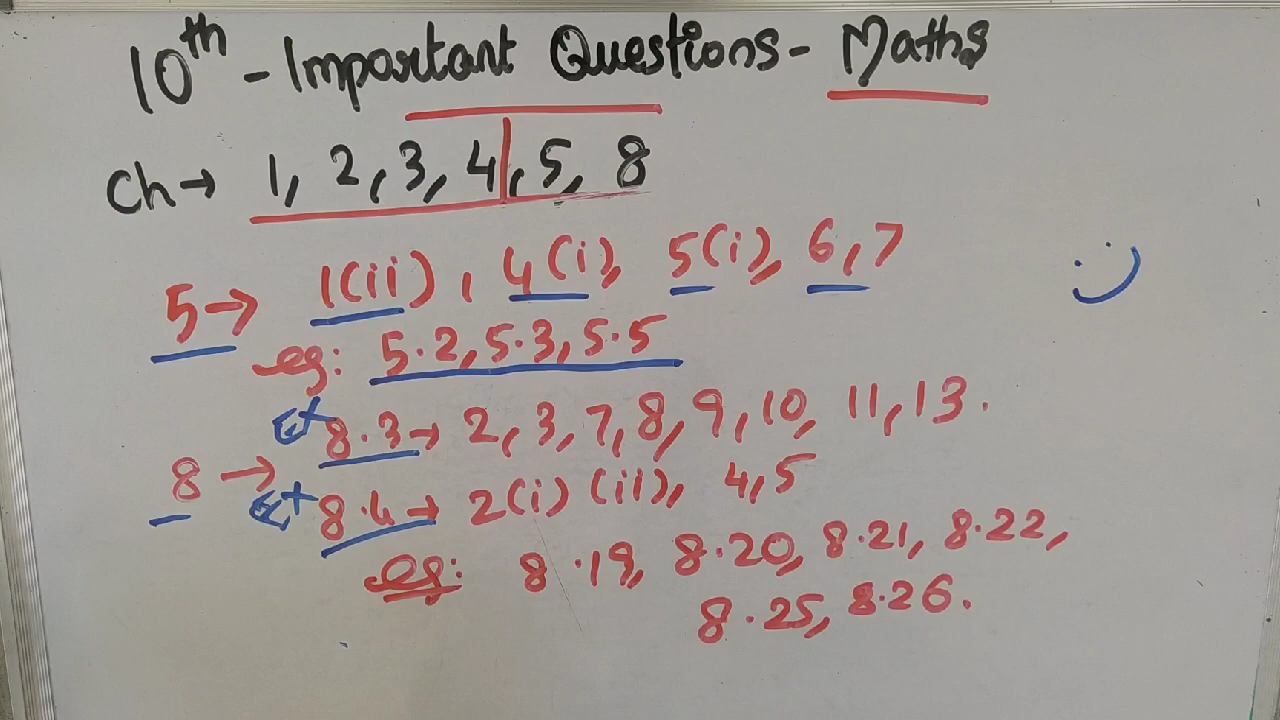 10th - Important Questions - Maths
Ch → 1, 2, 3, 4, 5, 8
5 → 1(ii), 4(i), 5(i), 6, 7
eg: 5.2, 5.3, 5.5
Ex 8.3 → 2, 3, 7, 8, 9, 10, 11, 13.
8 →
Ex 8.4 → 2(i) (ii), 4, 5
eg: 8.19, 8.20, 8.21, 8.22,
8.25, 8.26.